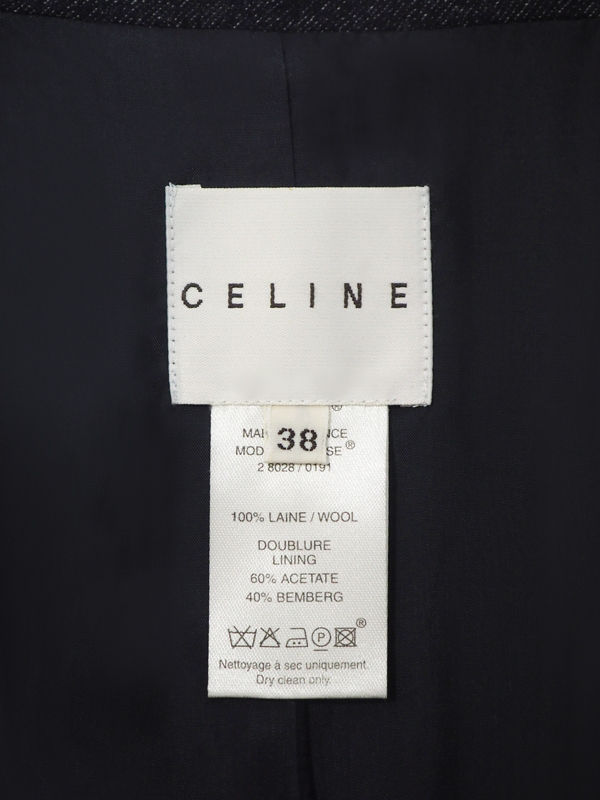 CELINE
38
®
®
2 8028 / 0191
100% LAINE / WOOL
DOUBLURE
LINING
60% ACETATE
40% BEMBERG
P
®
Nettoyage à sec uniquement.
Dry clean only.